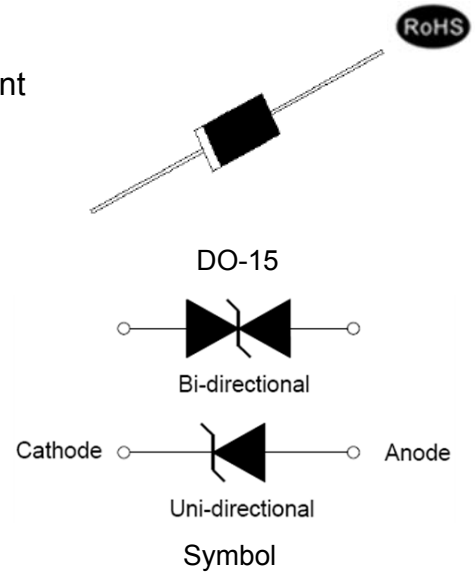 RoHS
nt
DO-15
Bi-directional
Cathode Anode
Uni-directional
Symbol